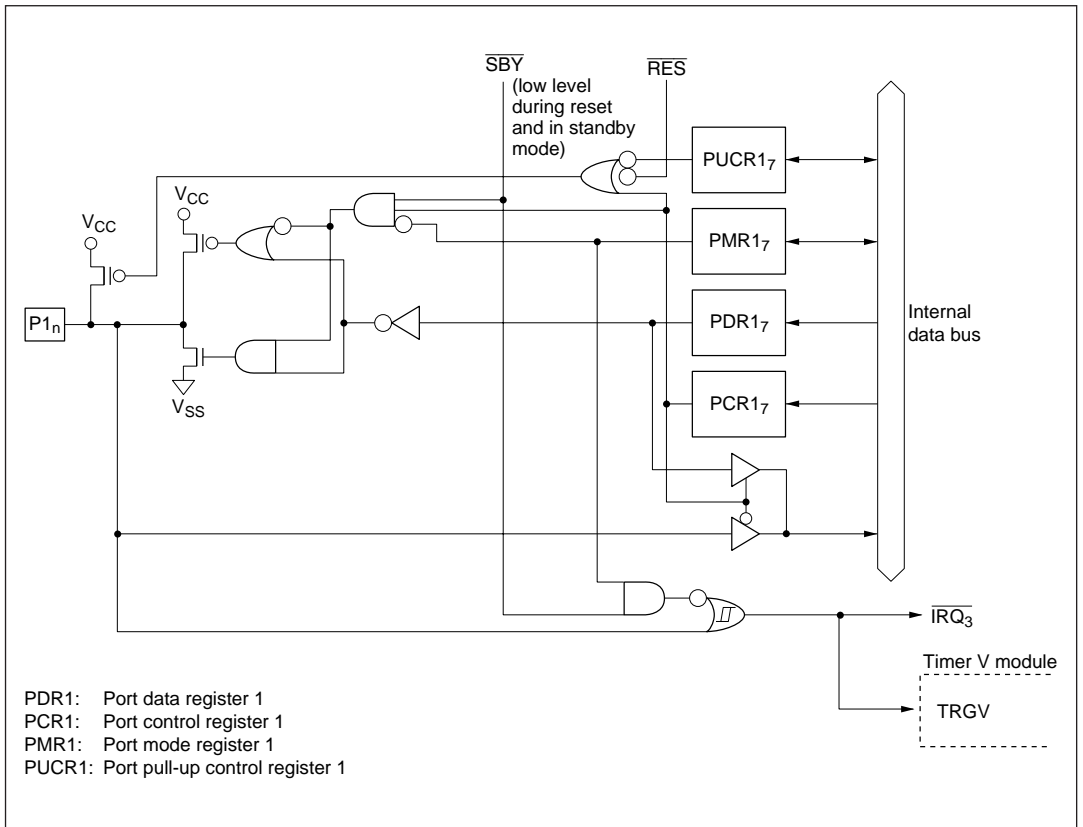 SBY
(low level
during reset
and in standby
mode)
RES
PUCR1₇
VCC
VCC
PMR1₇
P1ₙ
PDR1₇
Internal
data bus
PCR1₇
VSS
IRQ₃
Timer V module
TRGV
PDR1: Port data register 1
PCR1: Port control register 1
PMR1: Port mode register 1
PUCR1: Port pull-up control register 1